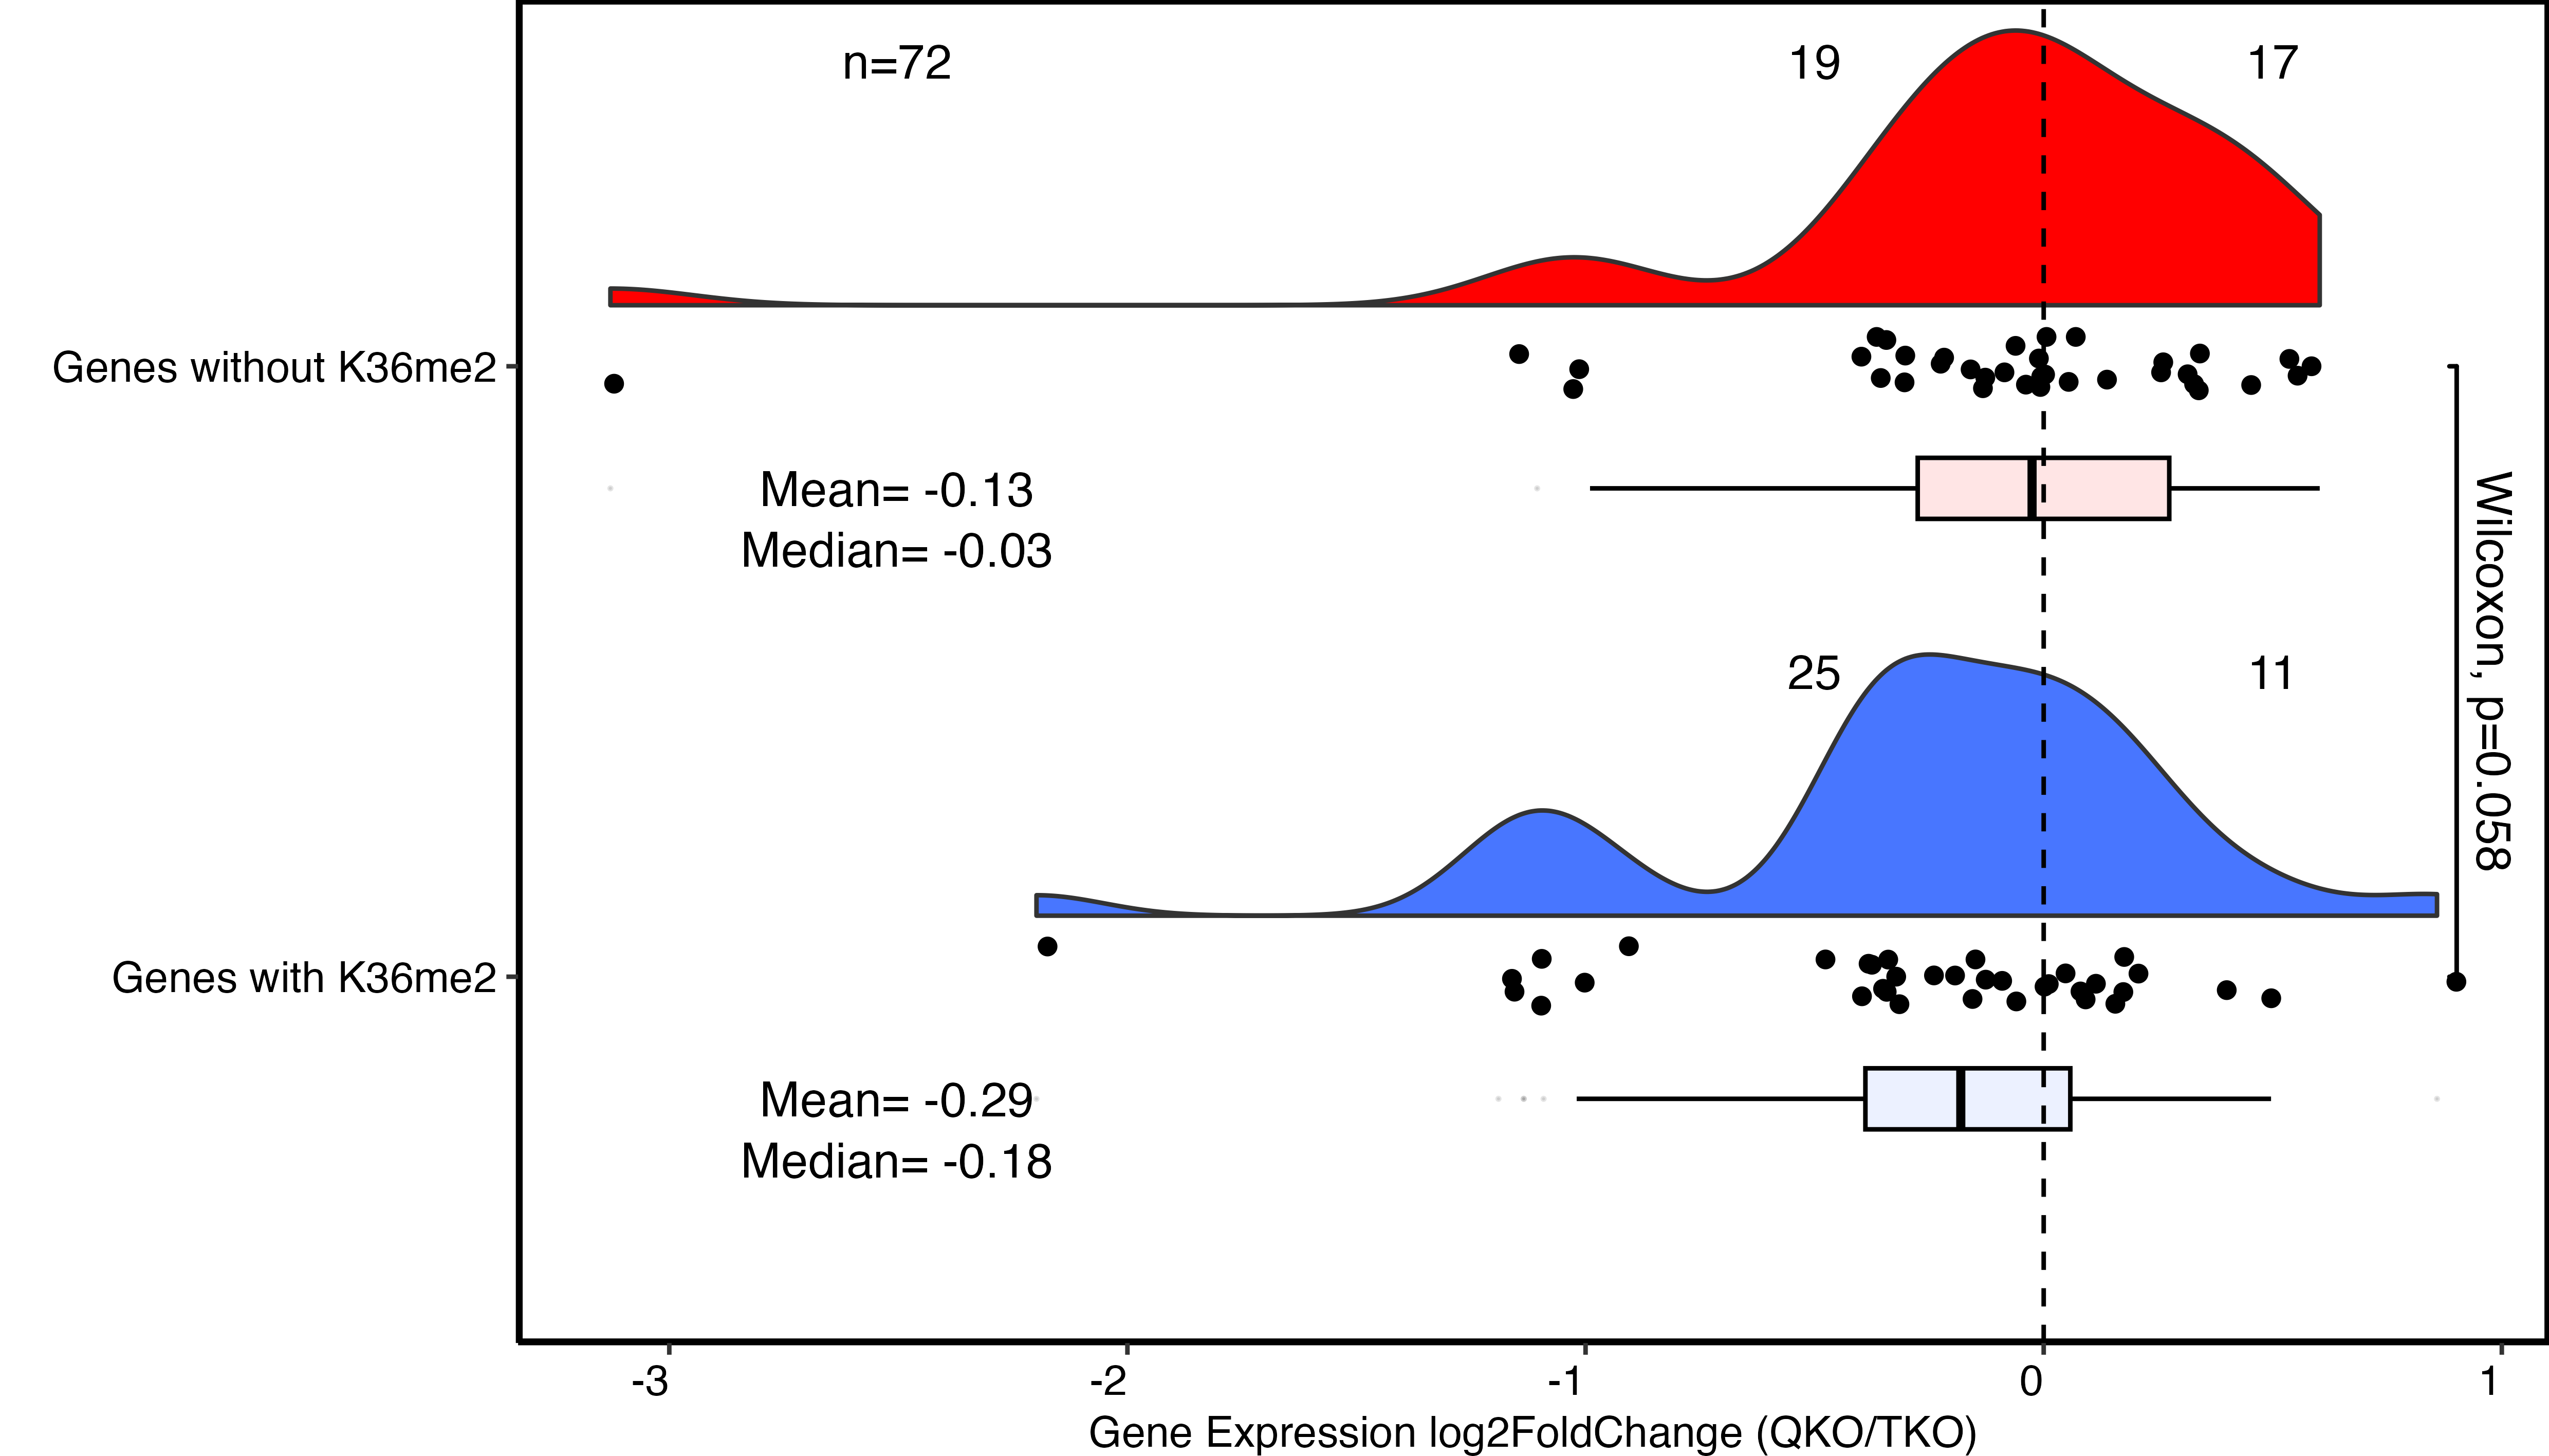 n=72
19
17
Genes without K36me2
Mean= -0.13
Median= -0.03
Wilcoxon, p=0.058
25
11
Genes with K36me2
Mean= -0.29
Median= -0.18
-3
-2
-1
0
1
Gene Expression log2FoldChange (QKO/TKO)